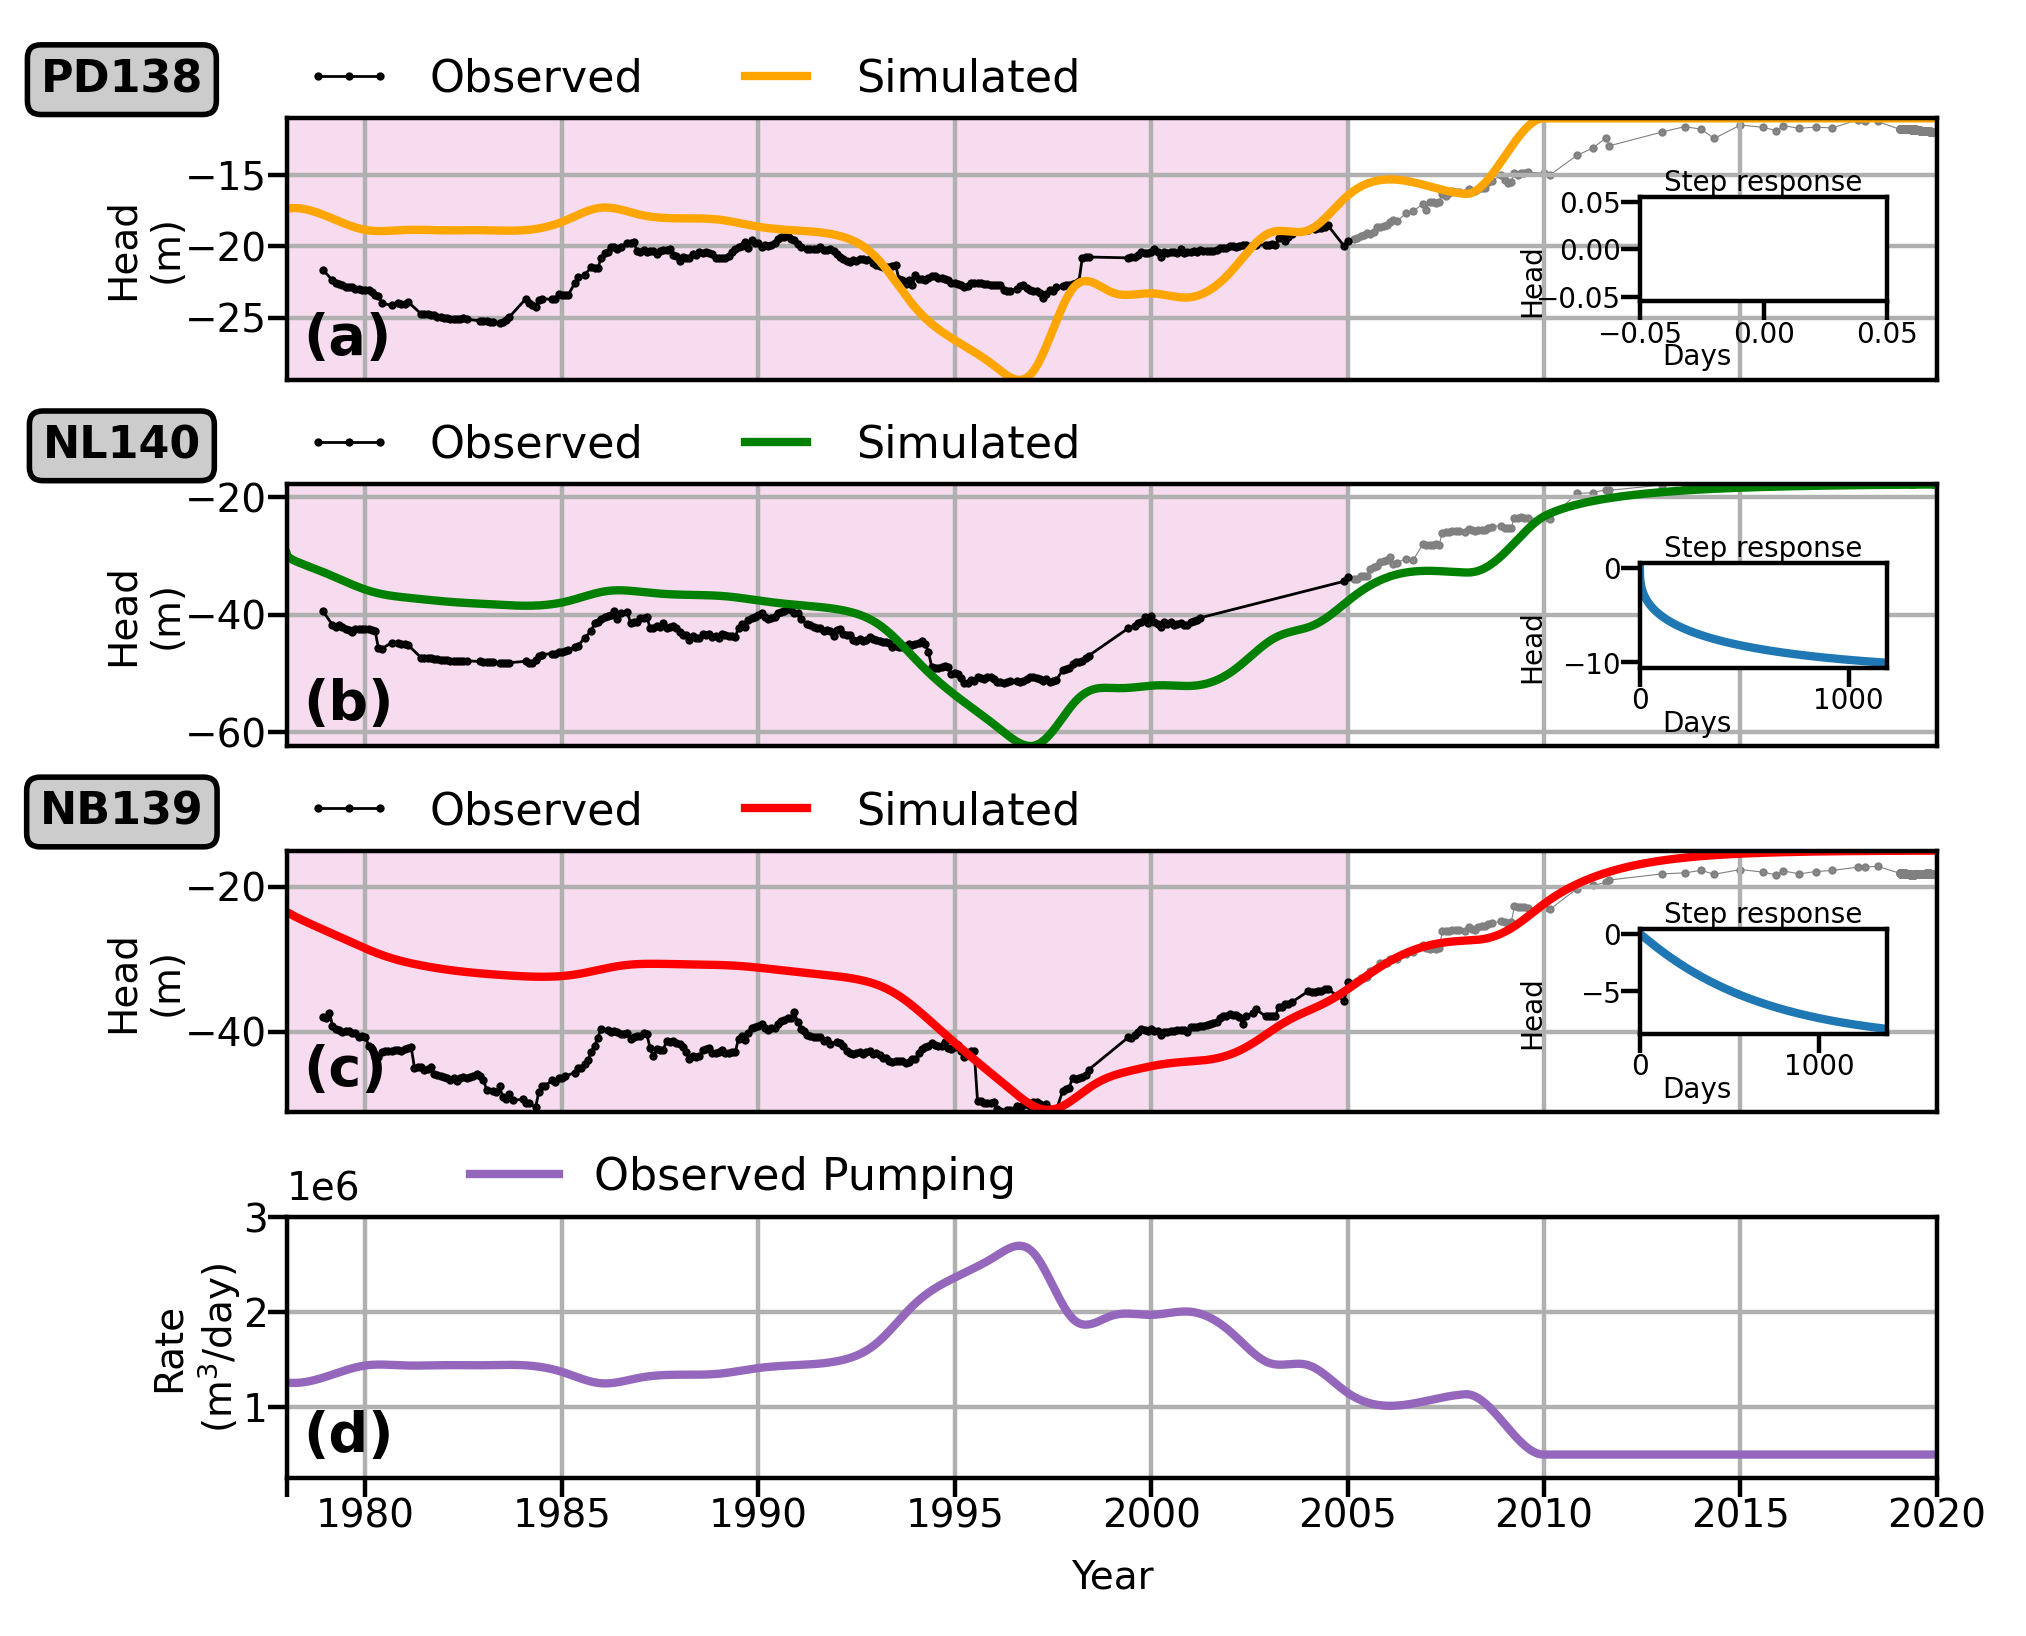 PD138
Observed
Simulated
Head
(m)
−15
−20
−25
(a)
Step response
Head
0.05
0.00
−0.05
−0.05
0.00
0.05
Days
NL140
Observed
Simulated
Head
(m)
−20
−40
−60
(b)
Step response
Head
0
−10
0
1000
Days
NB139
Observed
Simulated
Head
(m)
−20
−40
(c)
Step response
Head
0
−5
0
1000
Days
Observed Pumping
1e6
Rate
(m³/day)
3
2
1
(d)
1980
1985
1990
1995
2000
2005
2010
2015
2020
Year